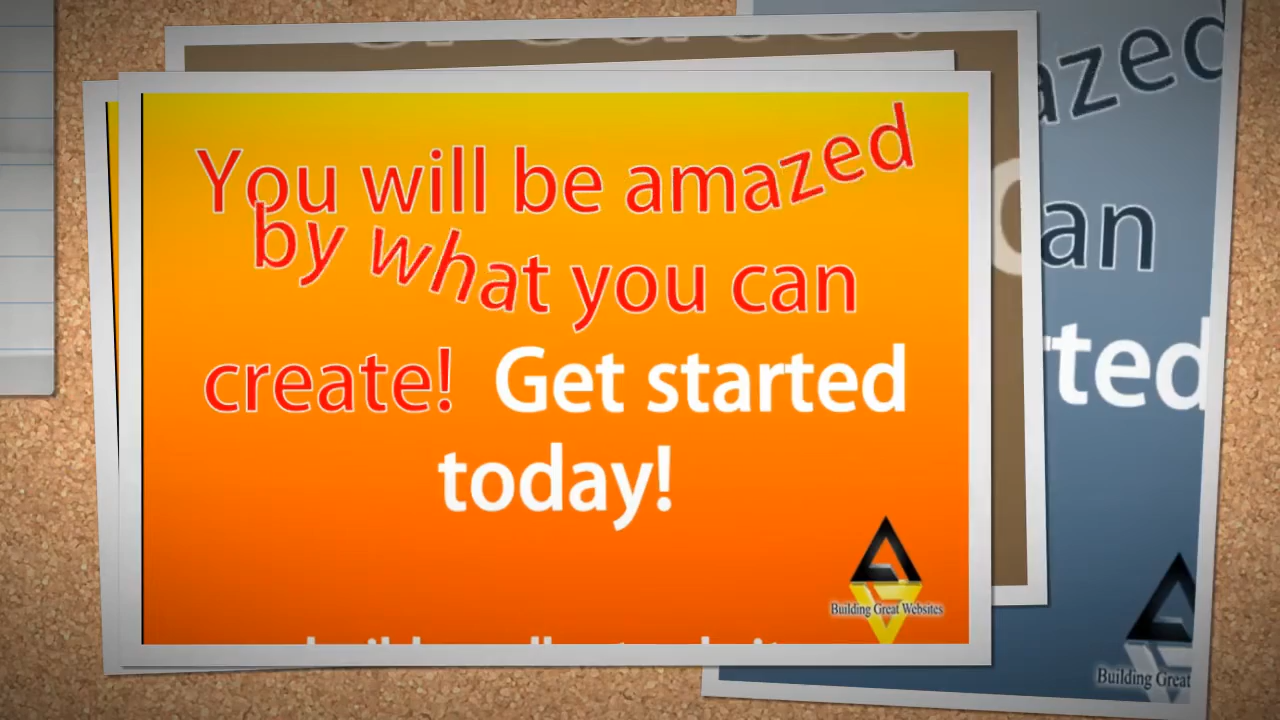 You will be amazed
by what you can
create! Get started
today!
Building Great Websites
azed
an
rted
Building Great